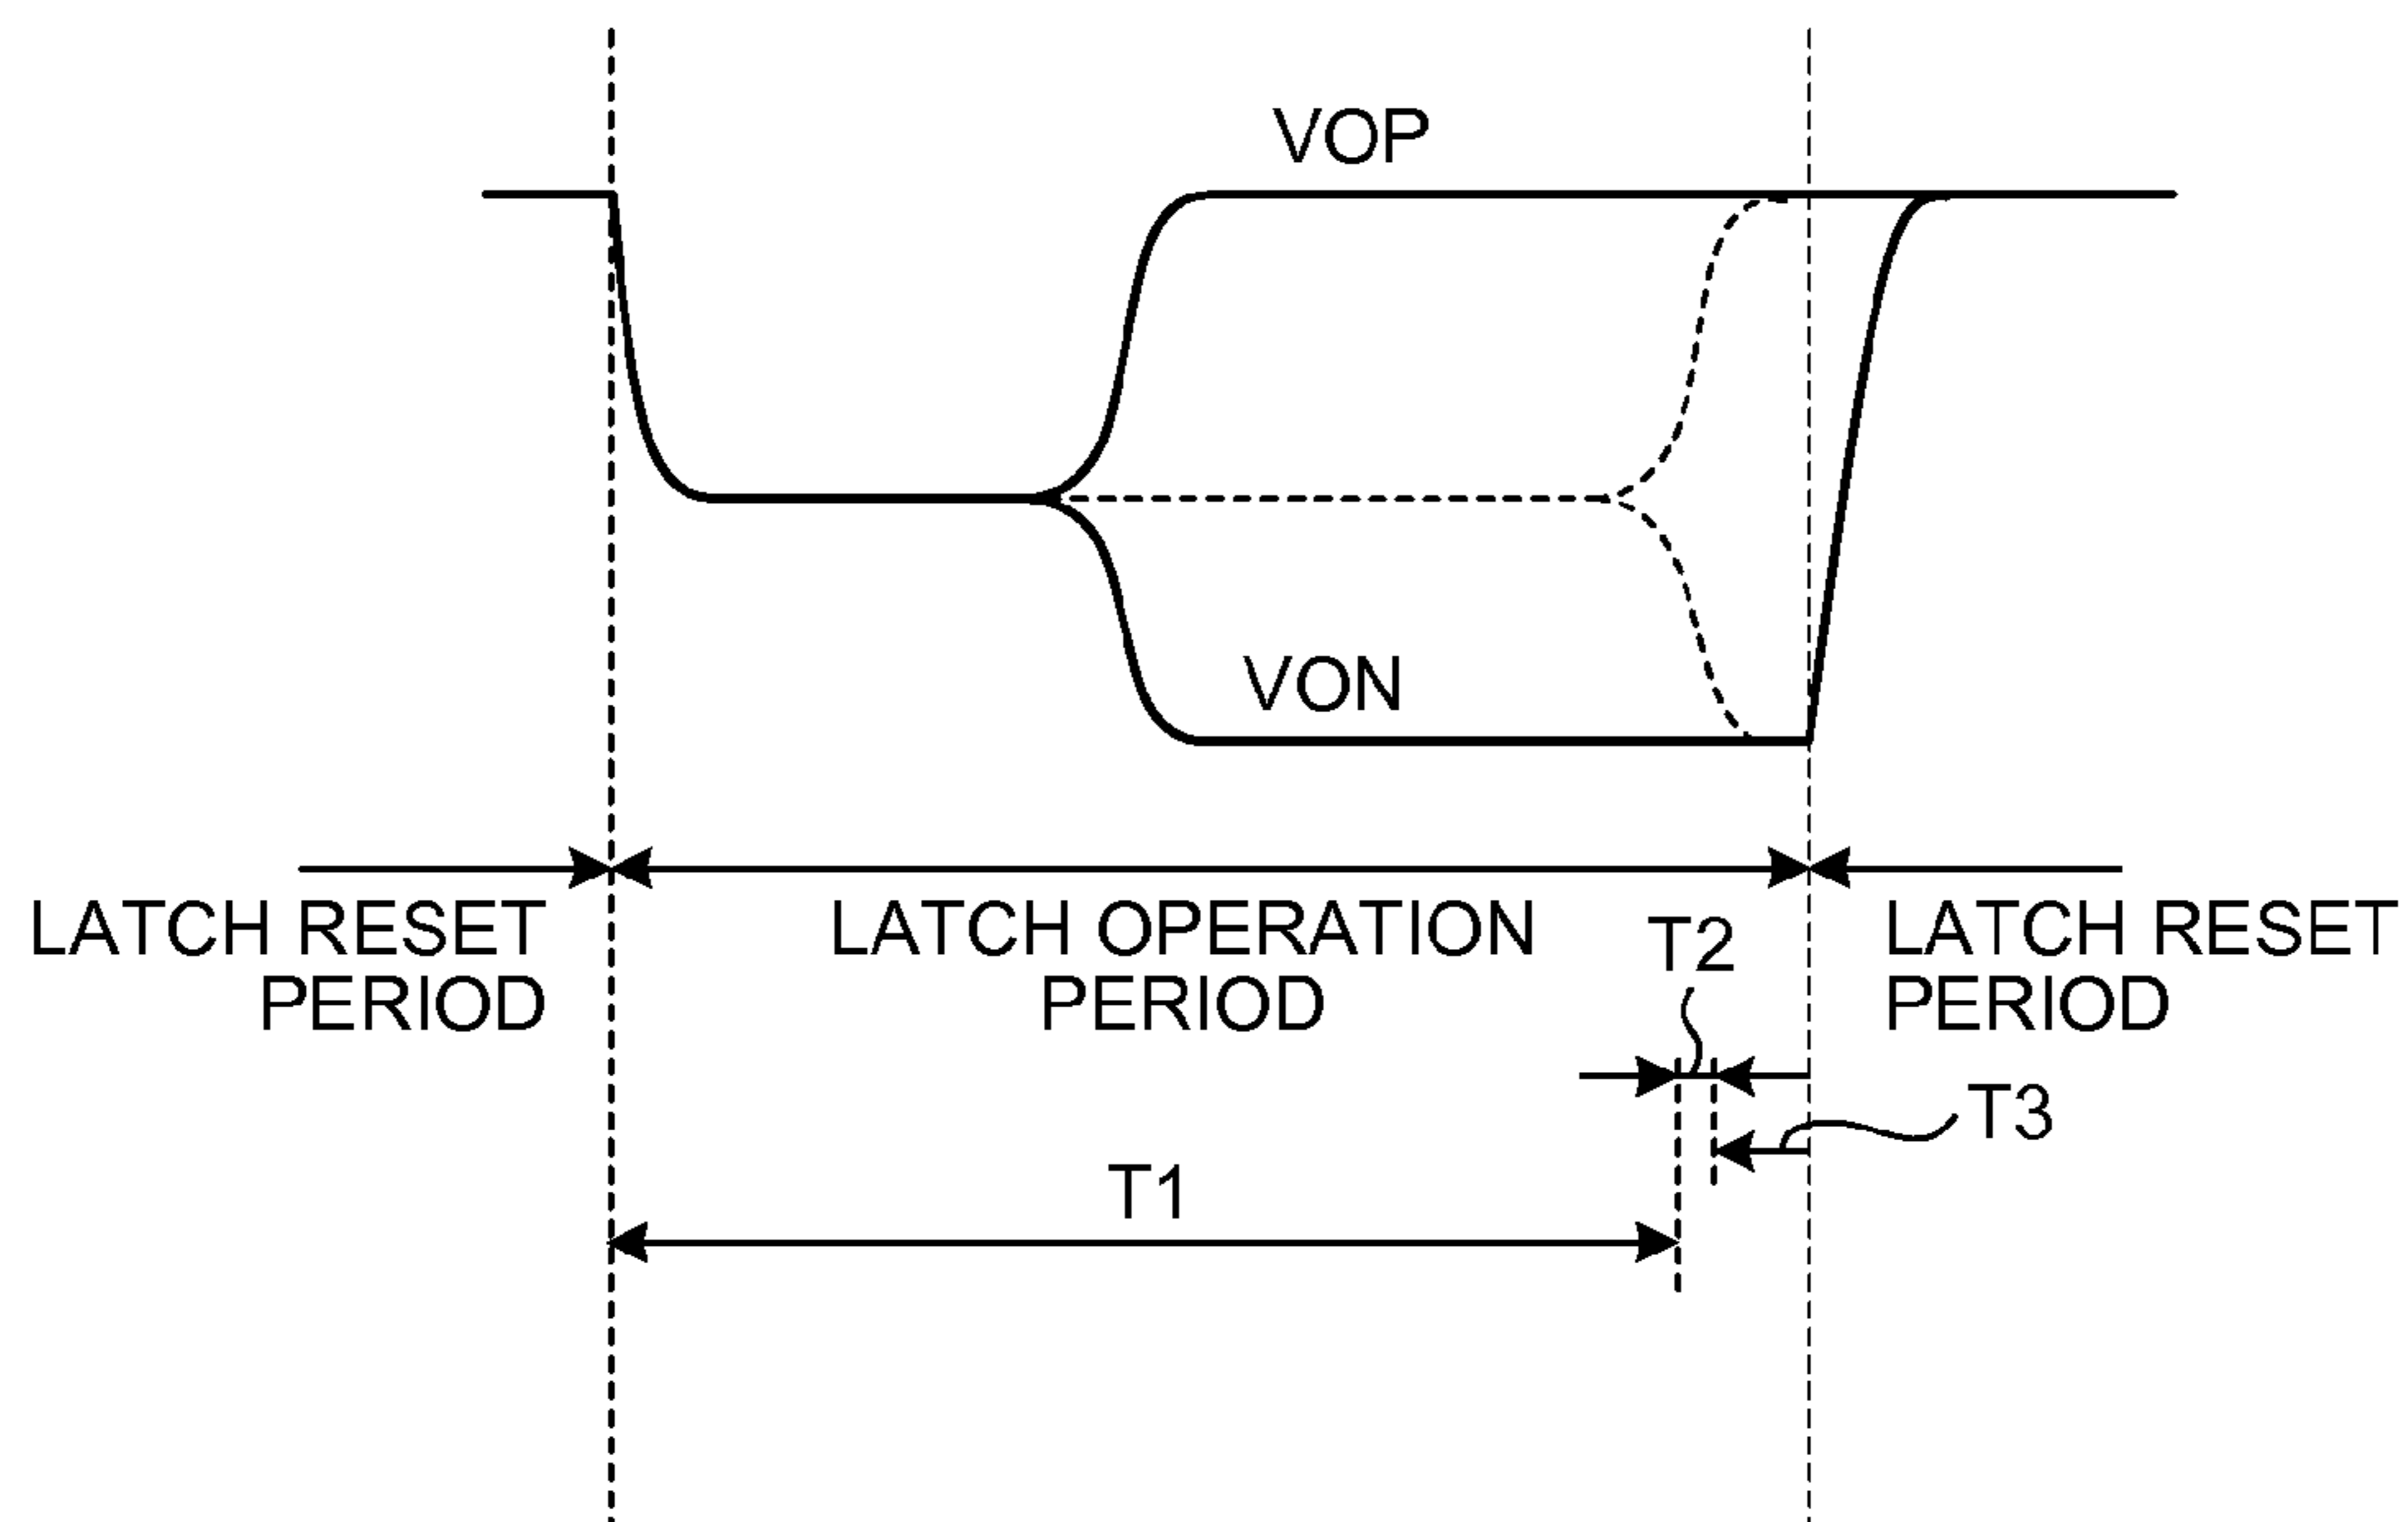 VOP
VON
LATCH RESET
PERIOD
LATCH OPERATION
PERIOD
T2
LATCH RESET
PERIOD
T3
T1